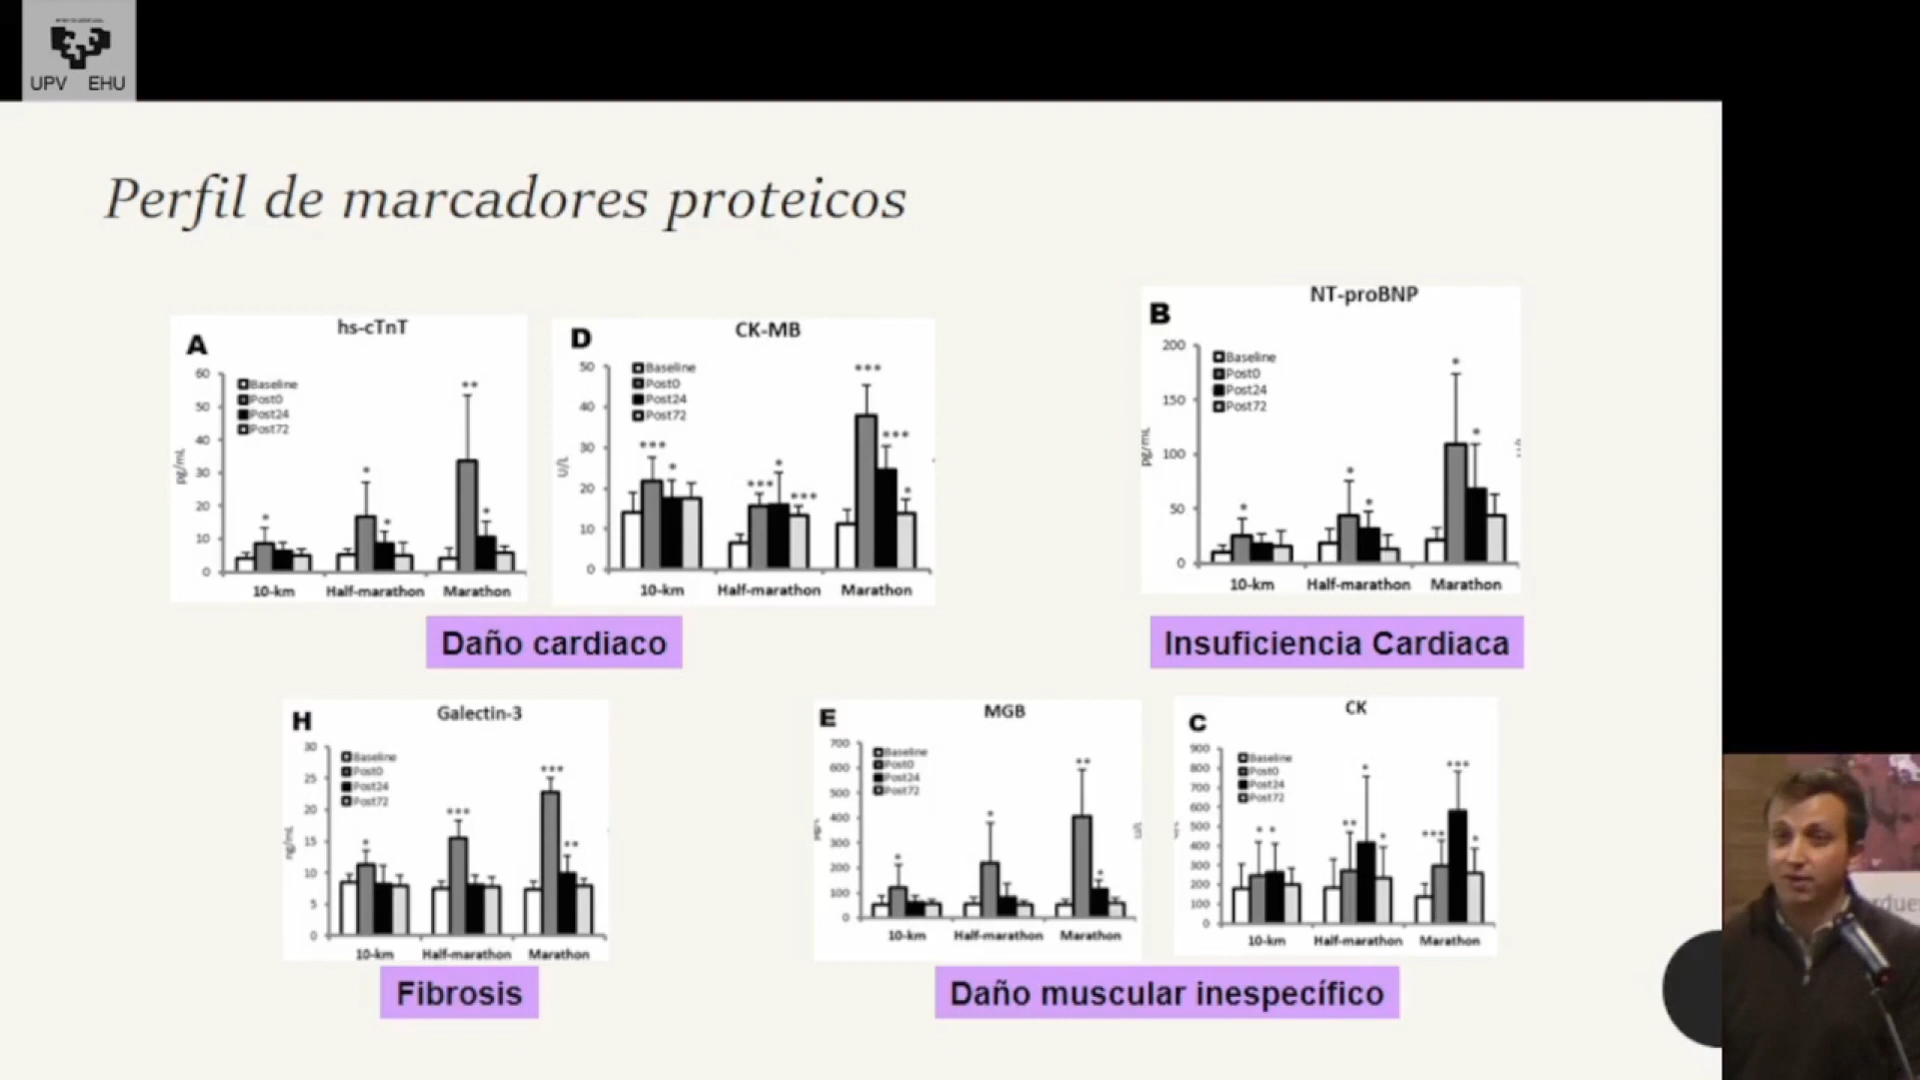 UPV EHU
Perfil de marcadores proteicos
A
hs-cTnT
pg/mL
60
50
40
30
20
10
0
Baseline
Post0
Post24
Post72
*
*
*
**
*
10-km Half-marathon Marathon
D
CK-MB
U/L
50
40
30
20
10
0
Baseline
Post0
Post24
Post72
***
*
***
*
***
***
***
*
10-km Half-marathon Marathon
Daño cardiaco
B
NT-proBNP
pg/mL
200
150
100
50
0
Baseline
Post0
Post24
Post72
*
*
*
*
*
10-km Half-marathon Marathon
Insuficiencia Cardiaca
H
Galectin-3
ng/mL
30
25
20
15
10
5
0
Baseline
Post0
Post24
Post72
*
***
***
**
10-km Half-marathon Marathon
Fibrosis
E
MGB
700
600
500
400
300
200
100
0
Baseline
Post0
Post24
Post72
*
*
**
*
10-km Half-marathon Marathon
C
CK
900
800
700
600
500
400
300
200
100
0
Baseline
Post0
Post24
Post72
* *
**
*
*
***
***
*
10-km Half-marathon Marathon
Daño muscular inespecífico